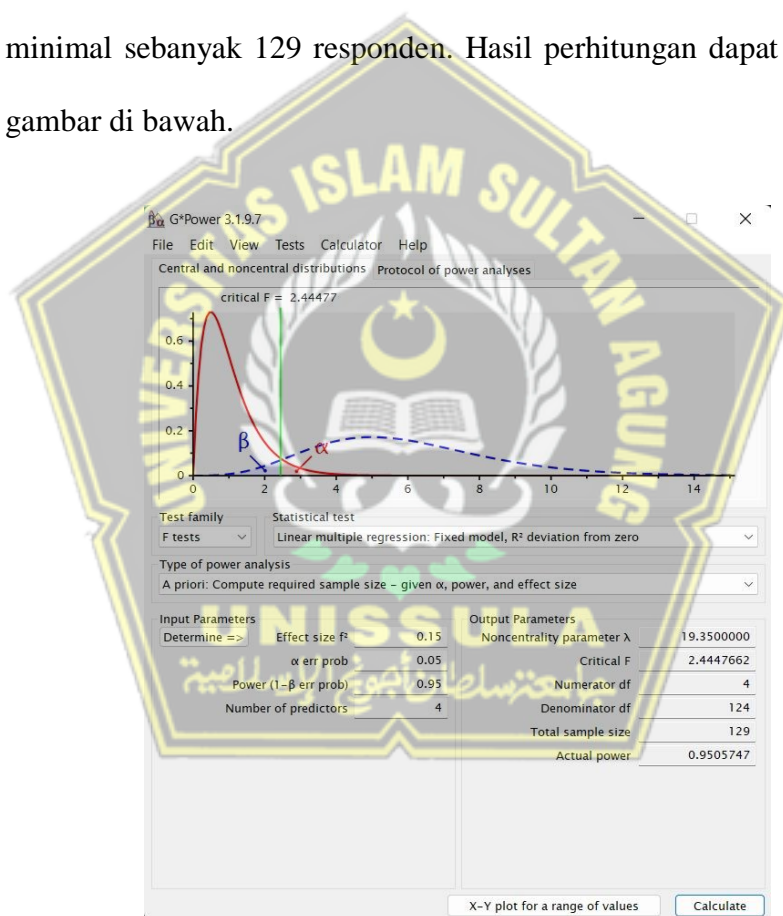 minimal sebanyak 129 responden. Hasil perhitungan dapat
gambar di bawah.
UNIVERSITAS ISLAM SULTAN AGUNG
G*Power 3.1.9.7
File Edit View Tests Calculator Help
Central and noncentral distributions Protocol of power analyses
critical F = 2.44477
0.6
0.4
0.2
0
β
α
0 2 4 6 8 10 12 14
Test family Statistical test
F tests Linear multiple regression: Fixed model, R² deviation from zero
Type of power analysis
A priori: Compute required sample size – given α, power, and effect size
Input Parameters Output Parameters
Determine => Effect size f² 0.15 Noncentrality parameter λ 19.3500000
α err prob 0.05 Critical F 2.4447662
Power (1-β err prob) 0.95 Numerator df 4
Number of predictors 4 Denominator df 124
Total sample size 129
Actual power 0.9505747
UNISSULA
X-Y plot for a range of values Calculate